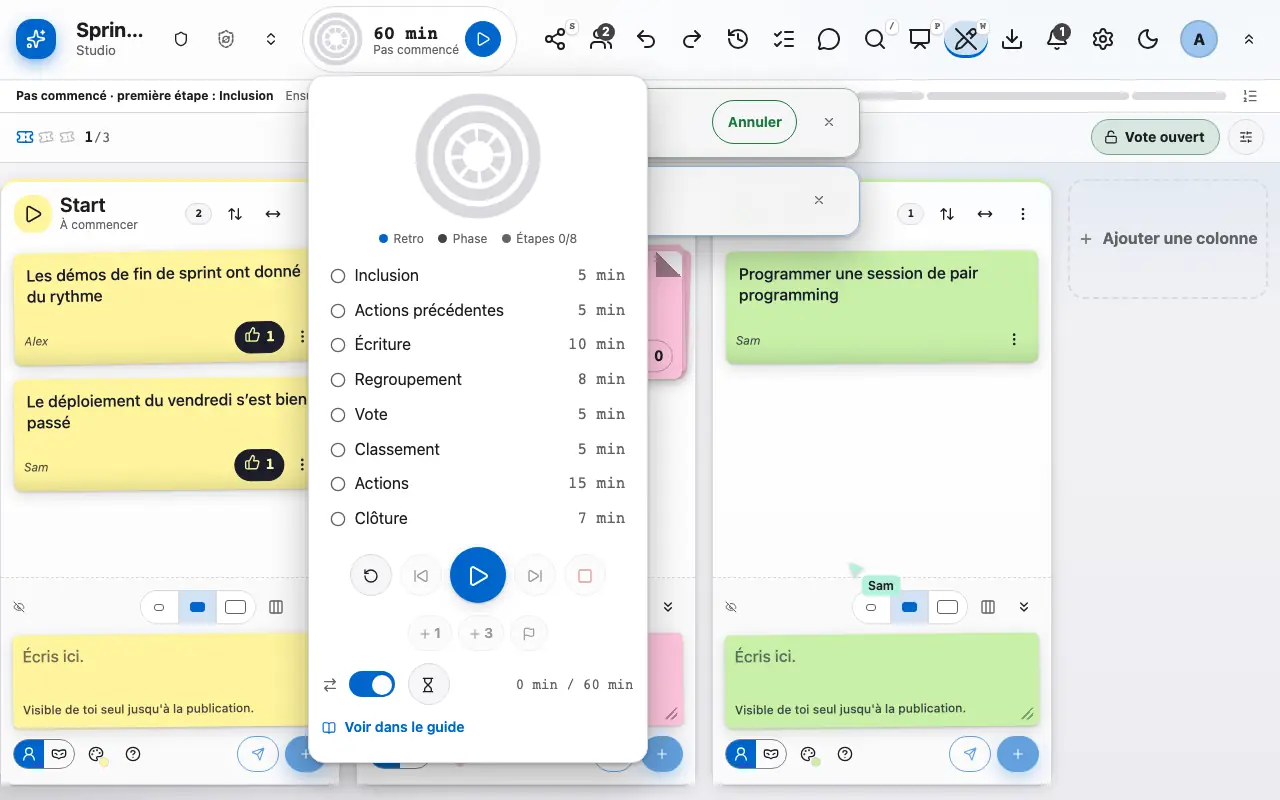 Sprin...
Studio
60 min
Pas commencé
S
2
/
P
W
1
A
Pas commencé · première étape : Inclusion
1/3
Annuler
Vote ouvert
Retro
Phase
Étapes 0/8
Inclusion 5 min
Actions précédentes 5 min
Écriture 10 min
Regroupement 8 min
Vote 5 min
Classement 5 min
Actions 15 min
Clôture 7 min
+1
+3
0 min / 60 min
Voir dans le guide
Start
À commencer
2
Les démos de fin de sprint ont donné
du rythme
Alex
1
Le déploiement du vendredi s'est bien
passé
Sam
1
Écris ici.
Visible de toi seul jusqu'à la publication.
0
1
Programmer une session de pair
programming
Sam
Sam
Écris ici.
Visible de toi seul jusqu'à la publication.
+ Ajouter une colonne